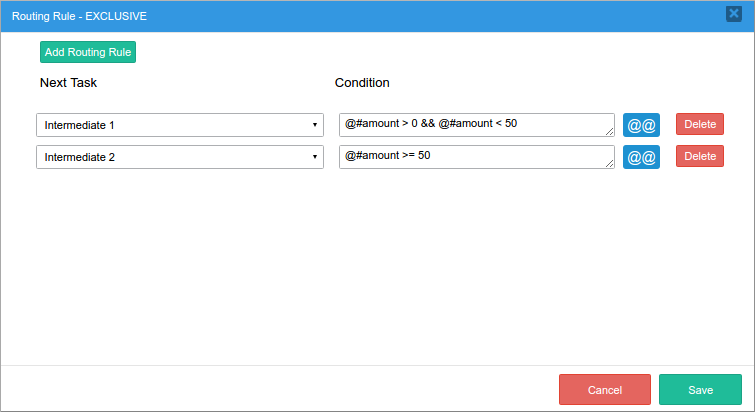 Routing Rule - EXCLUSIVE
Add Routing Rule
Next Task Condition
Intermediate 1 @#amount > 0 && @#amount < 50 @@ Delete
Intermediate 2 @#amount >= 50 @@ Delete
Cancel Save